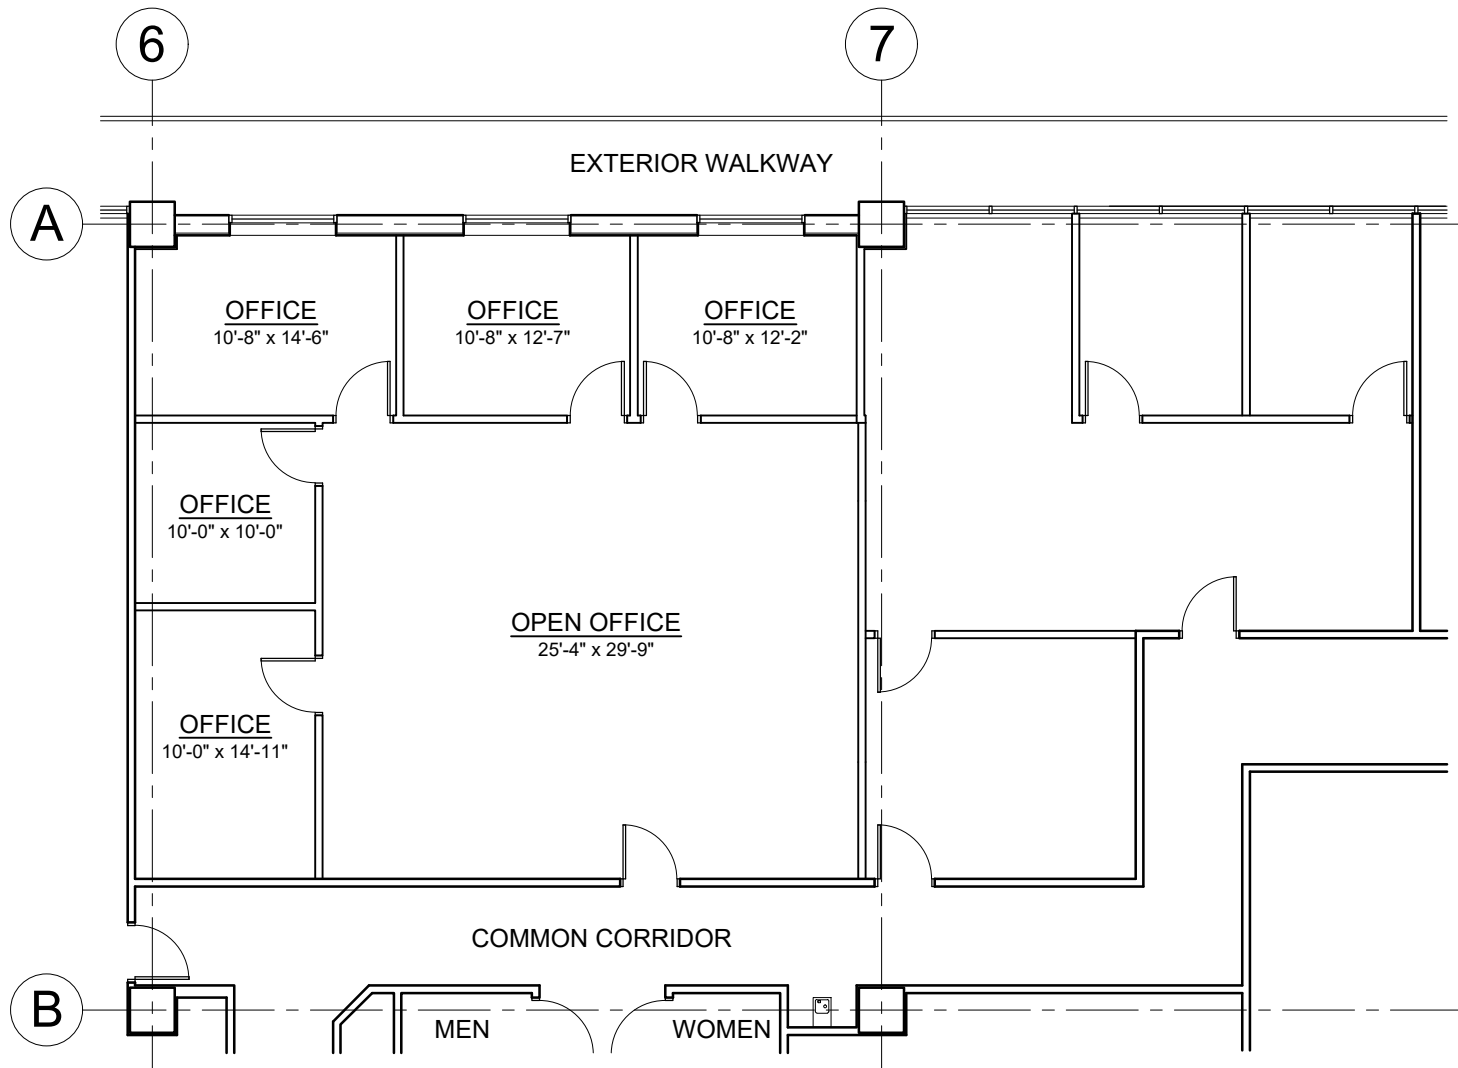 6
7
EXTERIOR WALKWAY
A
OFFICE
10'-8" x 14'-6"
OFFICE
10'-8" x 12'-7"
OFFICE
10'-8" x 12'-2"
OFFICE
10'-0" x 10'-0"
OPEN OFFICE
25'-4" x 29'-9"
OFFICE
10'-0" x 14'-11"
COMMON CORRIDOR
B
MEN
WOMEN